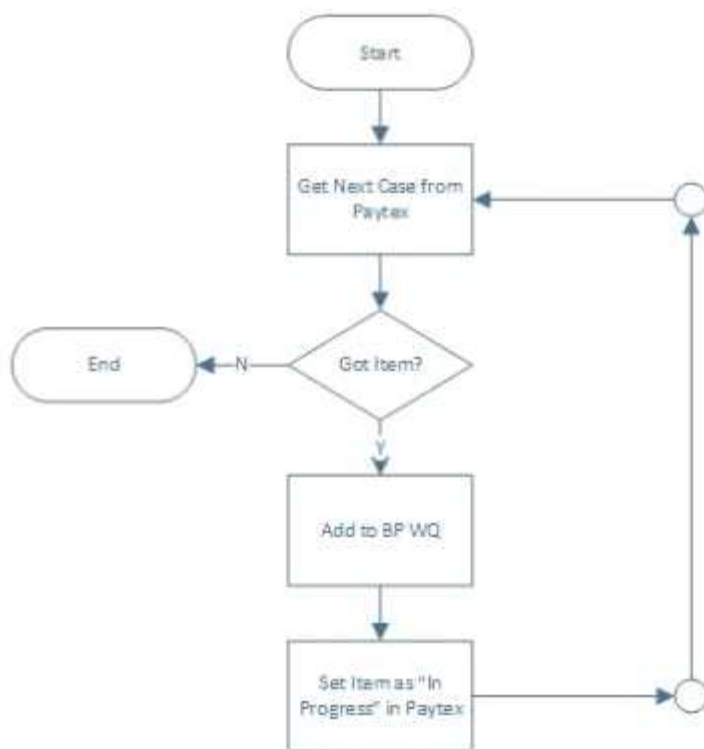 Start
Get Next Case from
Paytex
Got Item?
N
End
Y
Add to BP WQ
Set Item as "In
Progress" in Paytex